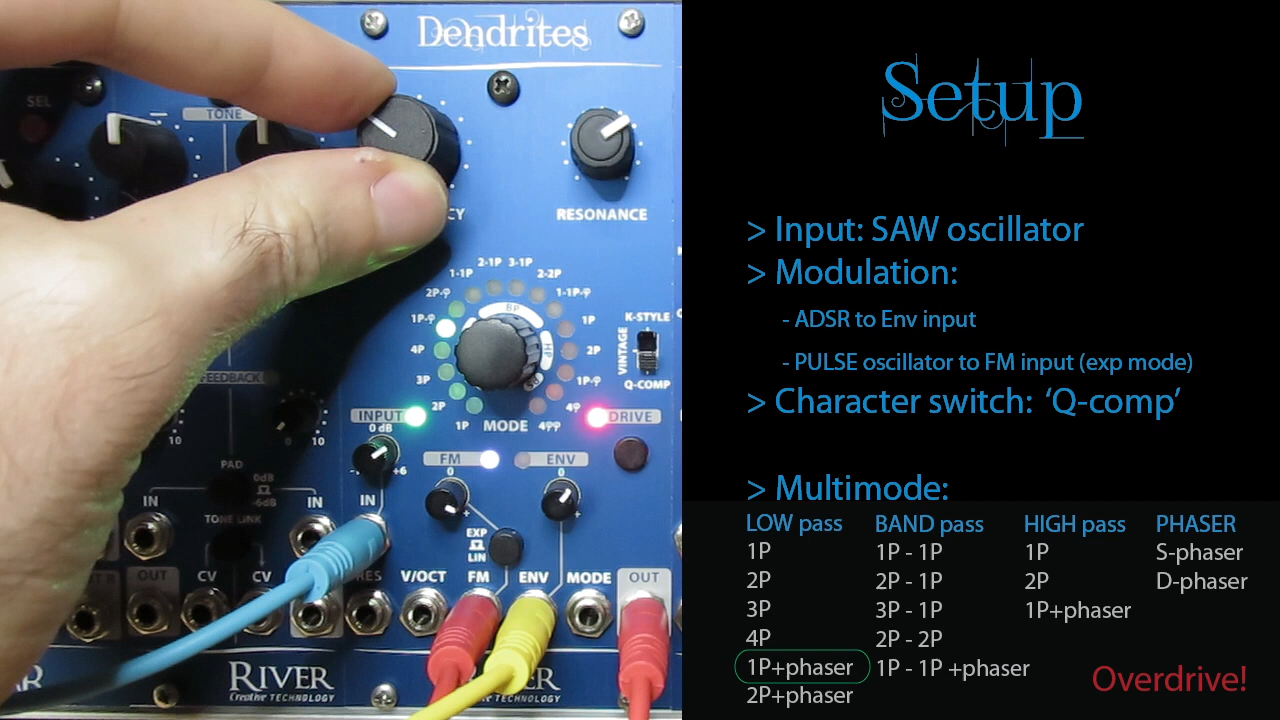 Dendrites
SEL
TONE
CY
RESONANCE
2-1P
3-1P
1-1P
2-2P
2P-φ
1-1P-φ
BP
1P-φ
1P
K-STYLE
4P
HP
2P
VINTAGE
3P
1P-φ
Q-COMP
FEEDBACK
2P
1P
MODE
4φφ
4φ
INPUT
DRIVE
0 dB
+6
10
0
10
FM
ENV
0
0
+
+
PAD
0dB
-6dB
IN
IN
IN
TONE LINK
EXP
LIN
OUT
CV
CV
RES
V/OCT
FM
ENV
MODE
OUT
RIVER
Creative TECHNOLOGY
TECHNOLOGY
Setup
> Input: SAW oscillator
> Modulation:
- ADSR to Env input
- PULSE oscillator to FM input (exp mode)
> Character switch: ‘Q-comp’
> Multimode:
LOW pass BAND pass HIGH pass PHASER
1P 1P - 1P 1P S-phaser
2P 2P - 1P 2P D-phaser
3P 3P - 1P 1P+phaser
4P 2P - 2P
1P+phaser 1P - 1P +phaser
2P+phaser
Overdrive!